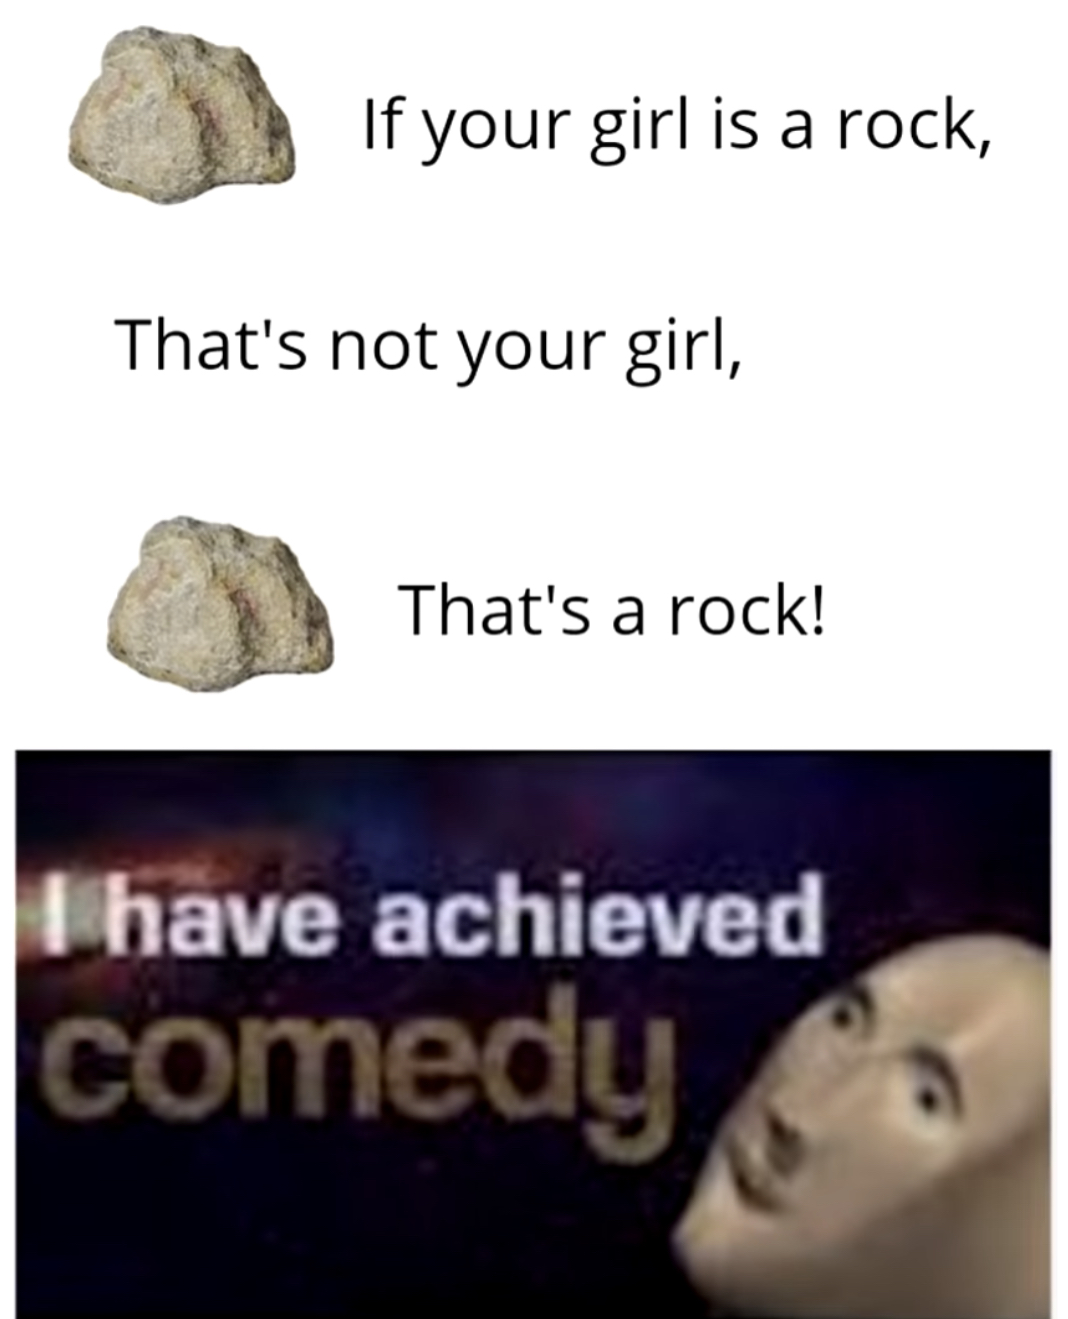 If your girl is a rock,
That's not your girl,
That's a rock!
I have achieved
comedy